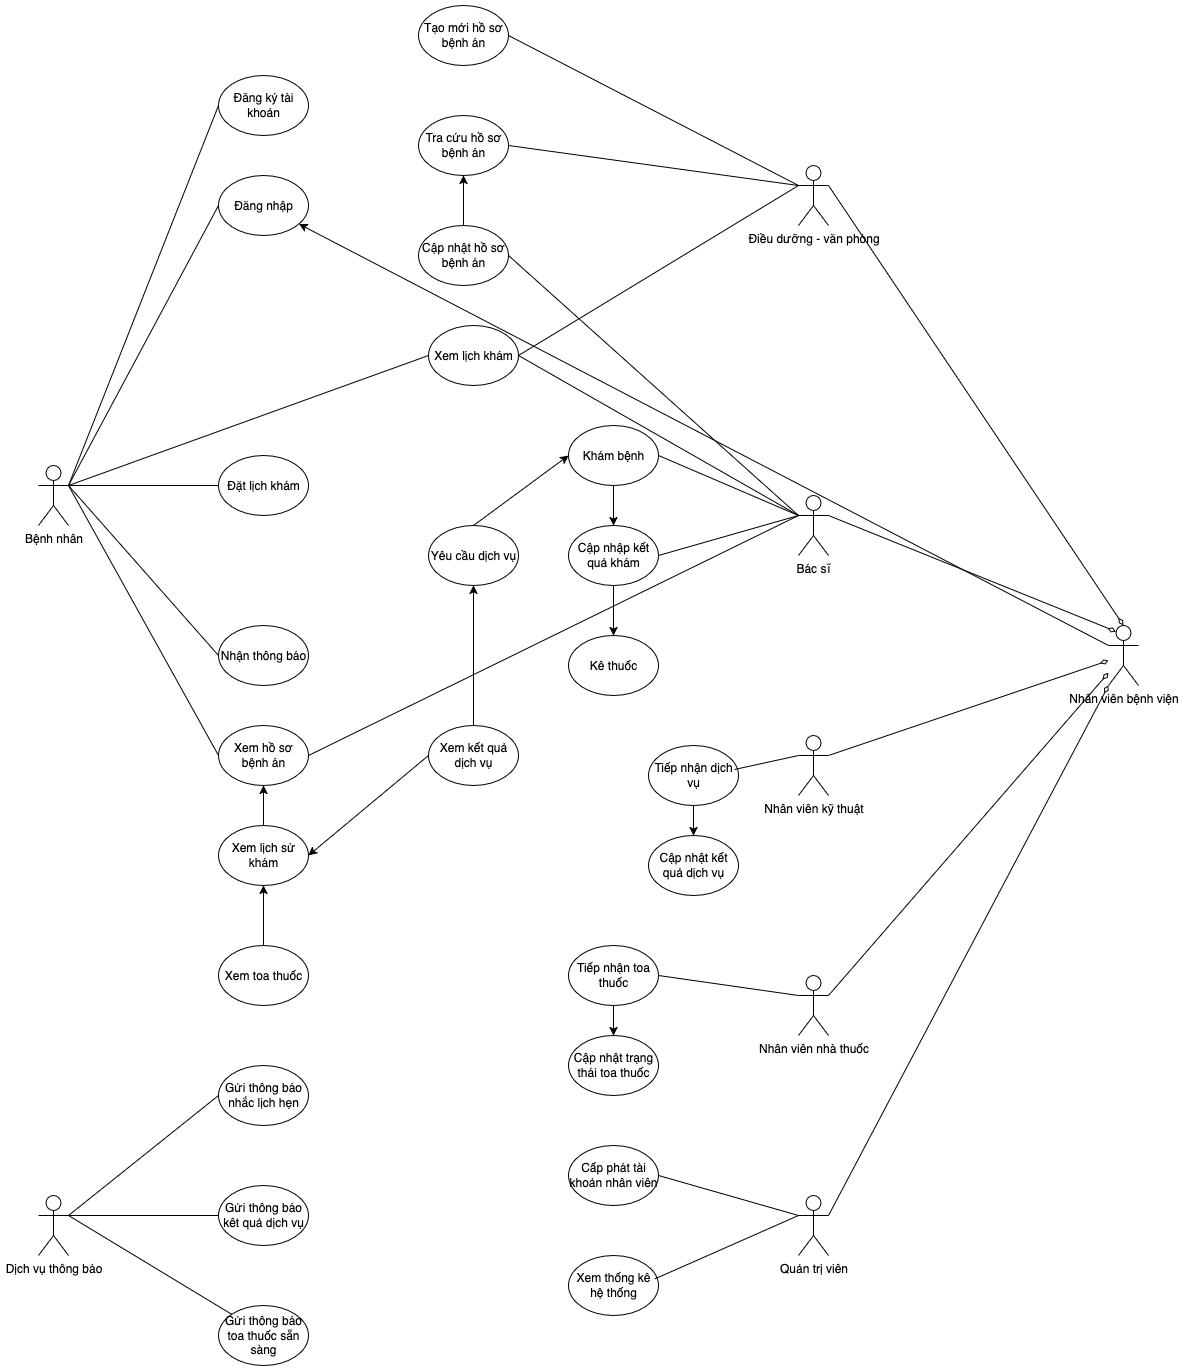 Tạo mới hồ sơ
bệnh án
Đăng ký tài
khoản
Tra cứu hồ sơ
bệnh án
Đăng nhập
Điều dưỡng - văn phòng
Cập nhật hồ sơ
bệnh án
Xem lịch khám
Khám bệnh
Đặt lịch khám
Bệnh nhân
Yêu cầu dịch vụ
Cập nhập kết
quả khám
Bác sĩ
Nhận thông báo
Kê thuốc
Nhân viên bệnh viện
Xem hồ sơ
bệnh án
Xem kết quả
dịch vụ
Tiếp nhận dịch
vụ
Nhân viên kỹ thuật
Xem lịch sử
khám
Cập nhật kết
quả dịch vụ
Xem toa thuốc
Tiếp nhận toa
thuốc
Nhân viên nhà thuốc
Cập nhật trạng
thái toa thuốc
Gửi thông báo
nhắc lịch hẹn
Cấp phát tài
khoản nhân viên
Gửi thông báo
kêt quả dịch vụ
Dịch vụ thông báo
Quản trị viên
Xem thống kê
hệ thống
Gửi thông báo
toa thuốc sẵn
sàng